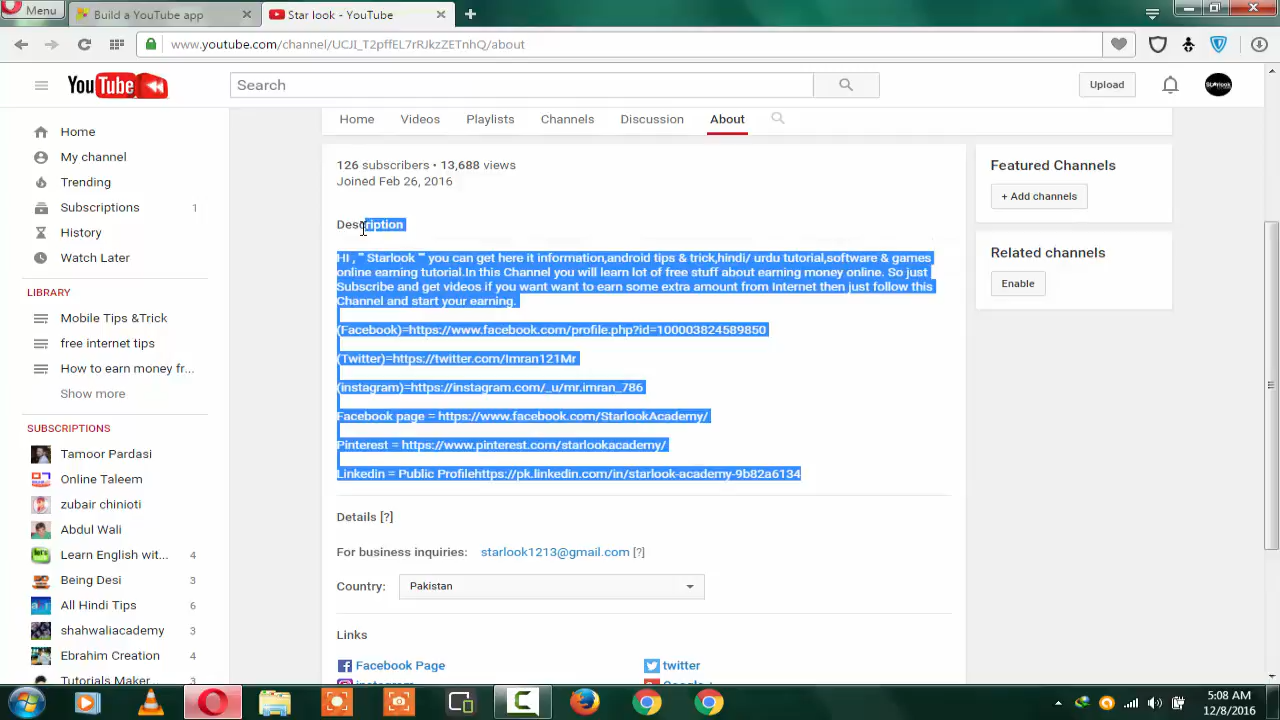 Menu
Build a YouTube app
Star look - YouTube
www.youtube.com/channel/UCJI_T2pffEL7rRJkzZETnhQ/about
YouTube
Search
Upload
Home
Videos
Playlists
Channels
Discussion
About
Home
My channel
Trending
Subscriptions 1
History
Watch Later
LIBRARY
Mobile Tips &Trick
free internet tips
How to earn money fr...
Show more
SUBSCRIPTIONS
Tamoor Pardasi
Online Taleem
zubair chinioti
Abdul Wali
Learn English wit... 4
Being Desi 3
All Hindi Tips 6
shahwaliacademy 3
Ebrahim Creation 4
Tutorials Maker...
126 subscribers • 13,688 views
Joined Feb 26, 2016
Description
HI , " Starlook "" you can get here it information,android tips & trick,hindi/ urdu tutorial,software & games
online earning tutorial.In this Channel you will learn lot of free stuff about earning money online. So just
Subscribe and get videos if you want want to earn some extra amount from Internet then just follow this
Channel and start your earning.
(Facebook)=https://www.facebook.com/profile.php?id=100003824589850
(Twitter)=https://twitter.com/Imran121Mr
(instagram)=https://instagram.com/_u/mr.imran_786
Facebook page = https://www.facebook.com/StarlookAcademy/
Pinterest = https://www.pinterest.com/starlookacademy/
Linkedin = Public Profilehttps://pk.linkedin.com/in/starlook-academy-9b82a6134
Details [?]
For business inquiries: starlook1213@gmail.com [?]
Country: Pakistan
Links
Facebook Page
twitter
instagram
Google+
Featured Channels
+ Add channels
Related channels
Enable
5:08 AM
12/8/2016